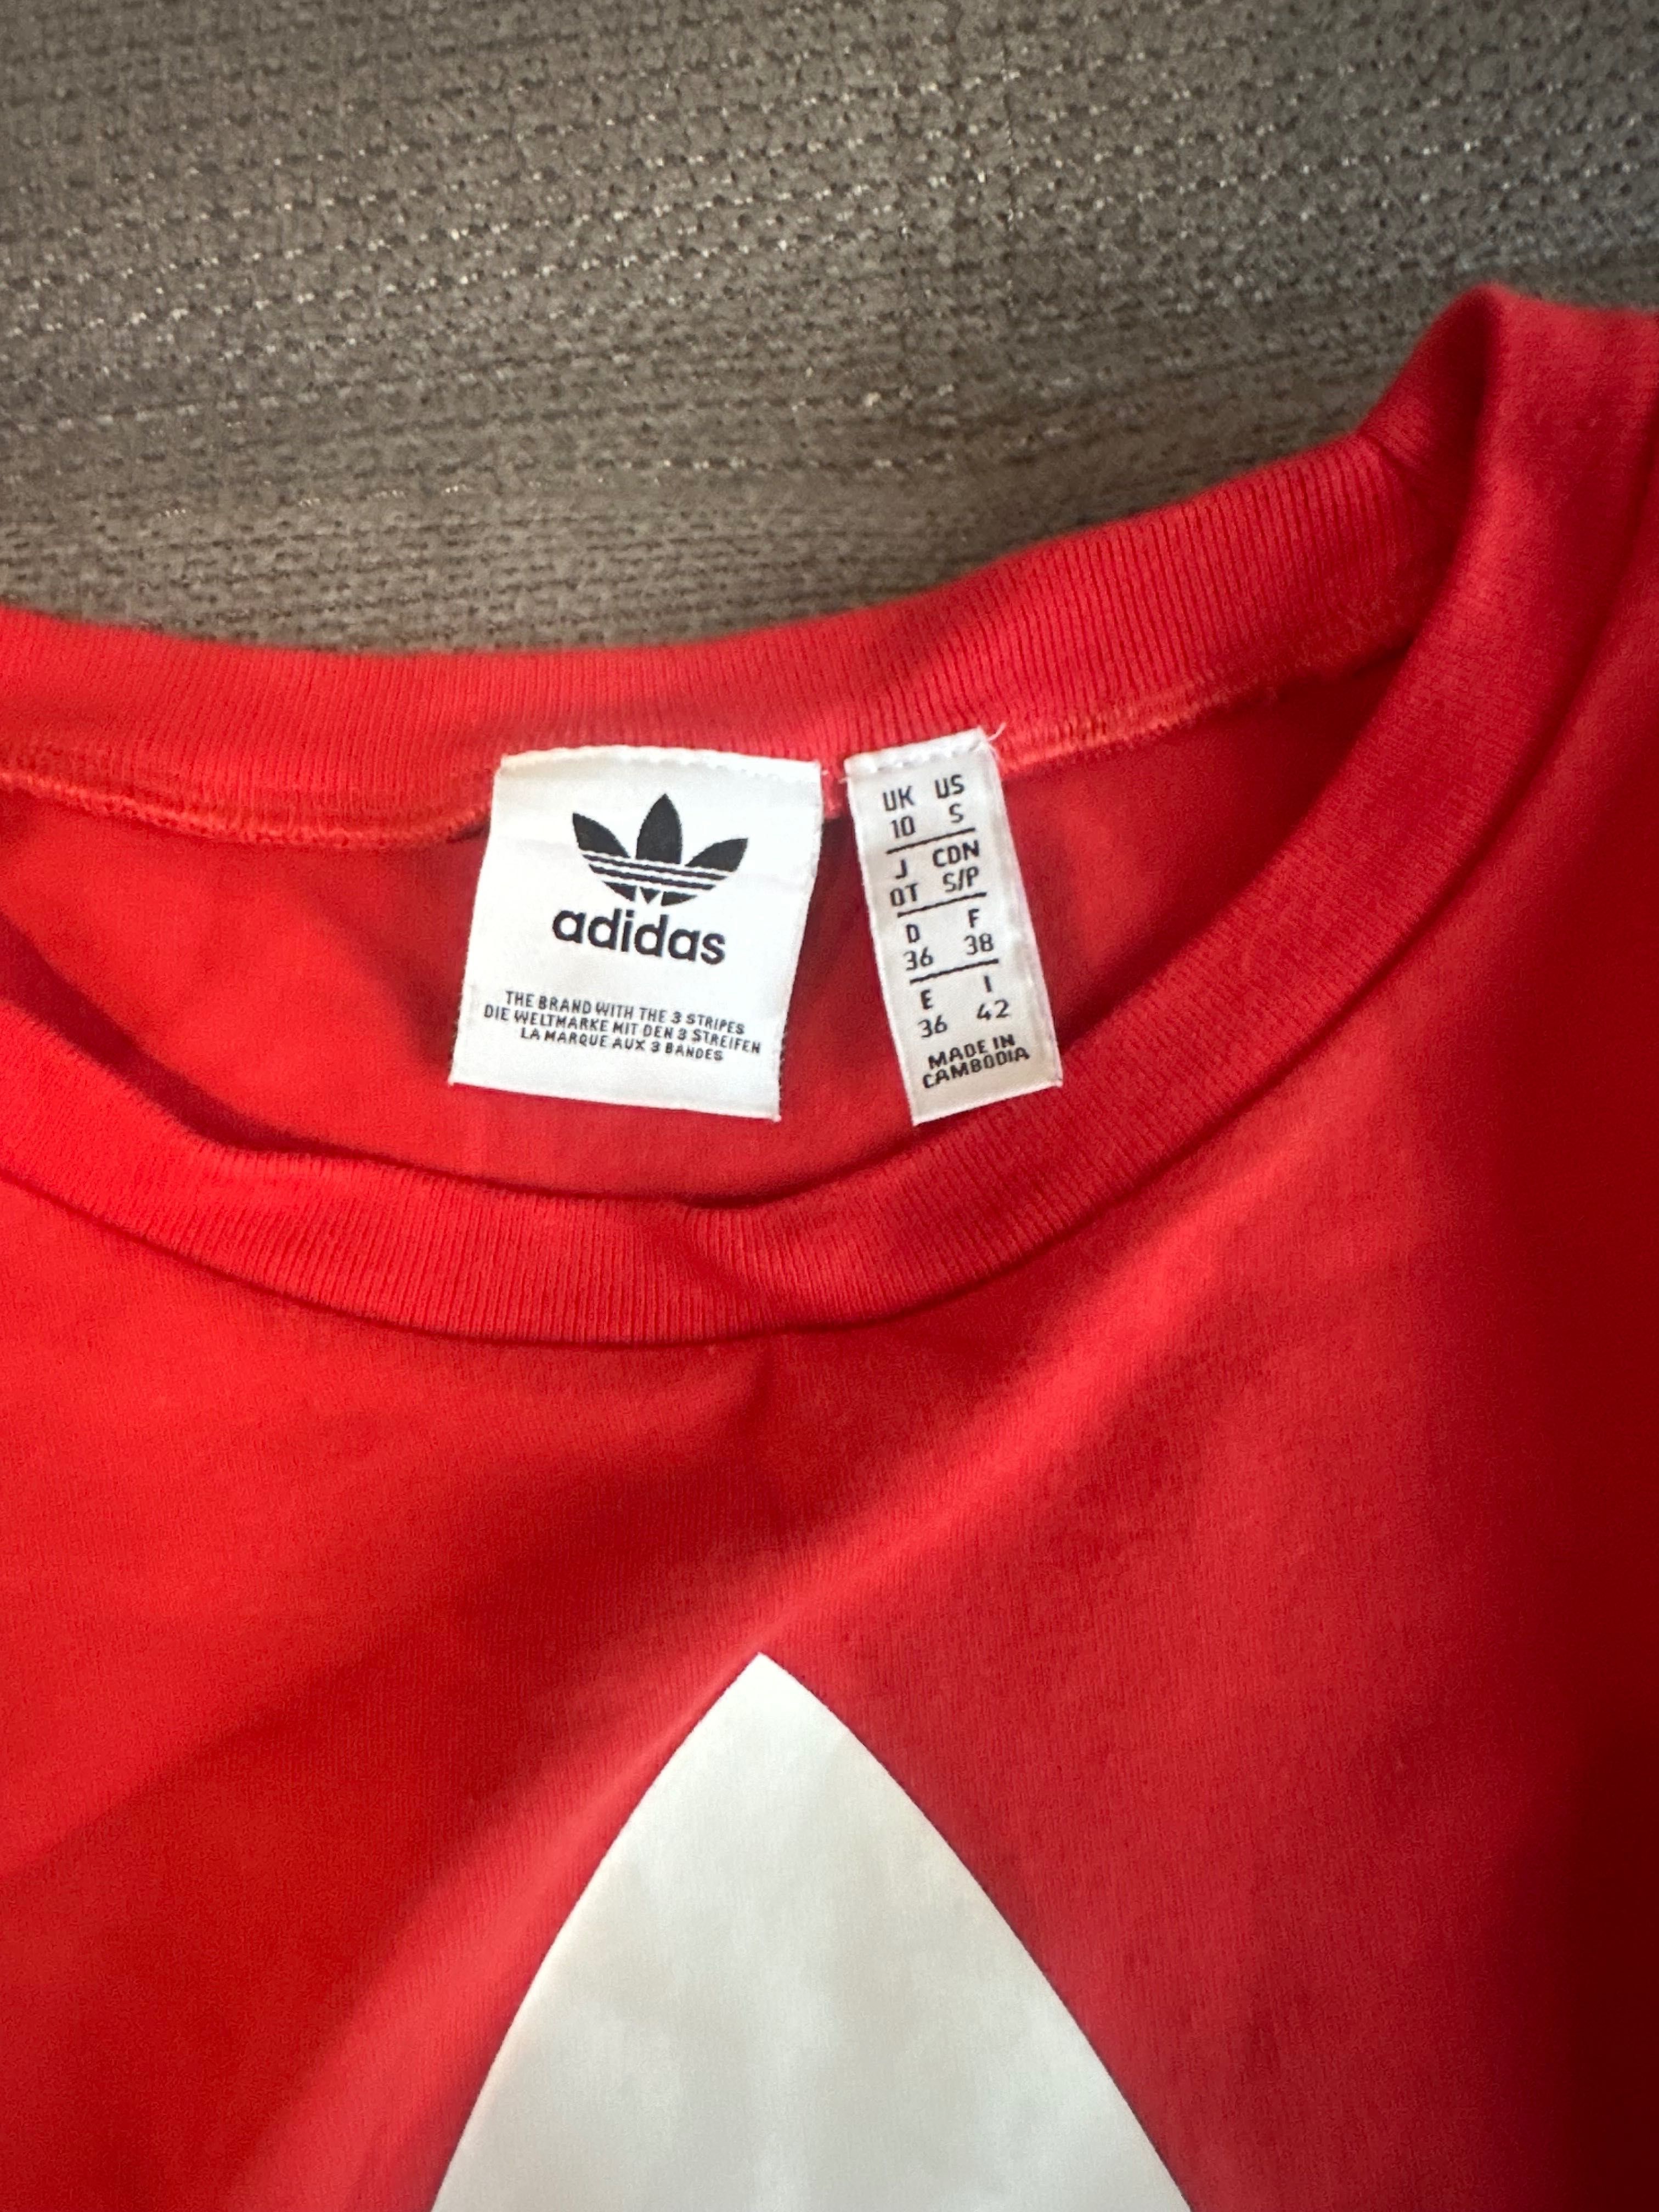 adidas
THE BRAND WITH THE 3 STRIPES
DIE WELTMARKE MIT DEN 3 STREIFEN
LA MARQUE AUX 3 BANDES
UK US
10 S
J CDN
OT S/P
D F
36 38
E I
36 42
MADE IN
CAMBODIA